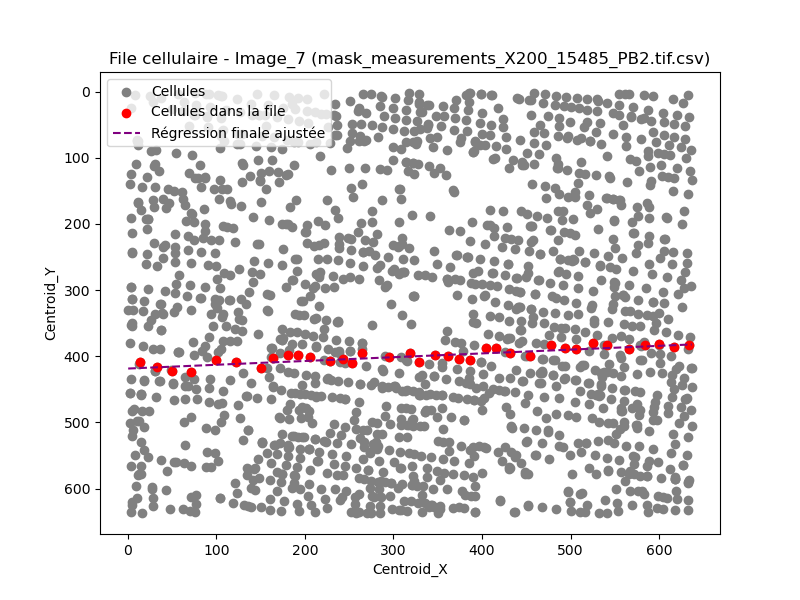 File cellulaire - Image_7 (mask_measurements_X200_15485_PB2.tif.csv)
Cellules
Cellules dans la file
Régression finale ajustée
0
100
200
300
400
500
600
Centroid_Y
0 100 200 300 400 500 600
Centroid_X